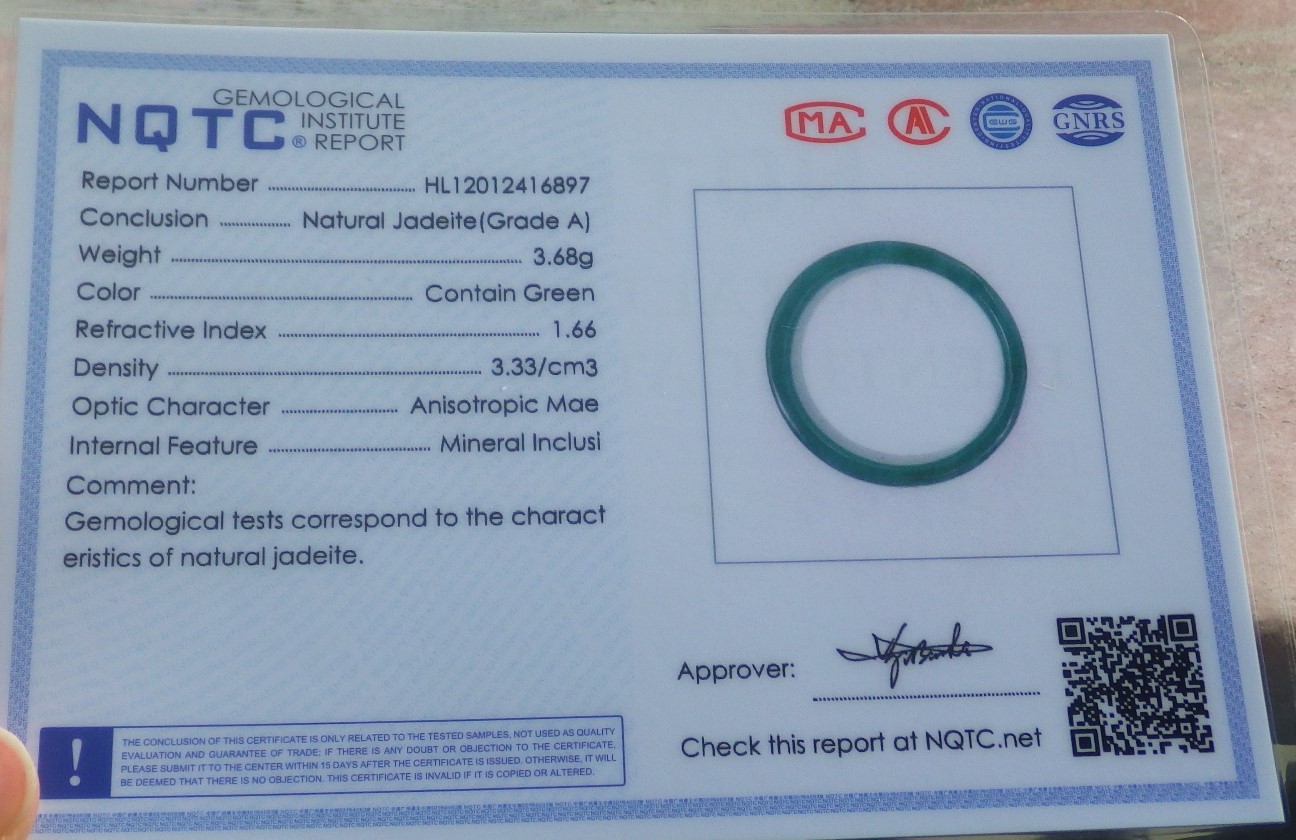 GEMOLOGICAL
NQTC® INSTITUTE
REPORT
MA
AL
GNRS
Report Number ........................ HL12012416897
Conclusion ............ Natural Jadeite(Grade A)
Weight ........................ 3.68g
Color ........................ Contain Green
Refractive Index ........................ 1.66
Density ........................ 3.33/cm3
Optic Character ........................ Anisotropic Mae
Internal Feature ........................ Mineral Inclusi
Comment:
Gemological tests correspond to the charact
eristics of natural jadeite.
Approver:
Check this report at NQTC.net
!
THE CONCLUSION OF THIS CERTIFICATE IS ONLY RELATED TO THE TESTED SAMPLES, NOT USED AS QUALITY
EVALUATION AND GUARANTEE OF TRADE; IF THERE IS ANY DOUBT OR OBJECTION TO THE CERTIFICATE,
PLEASE SUBMIT IT TO THE CENTER WITHIN 15 DAYS AFTER THE CERTIFICATE IS ISSUED. OTHERWISE, IT WILL
BE DEEMED THAT THERE IS NO OBJECTION. THIS CERTIFICATE IS INVALID IF IT IS COPIED OR ALTERED.